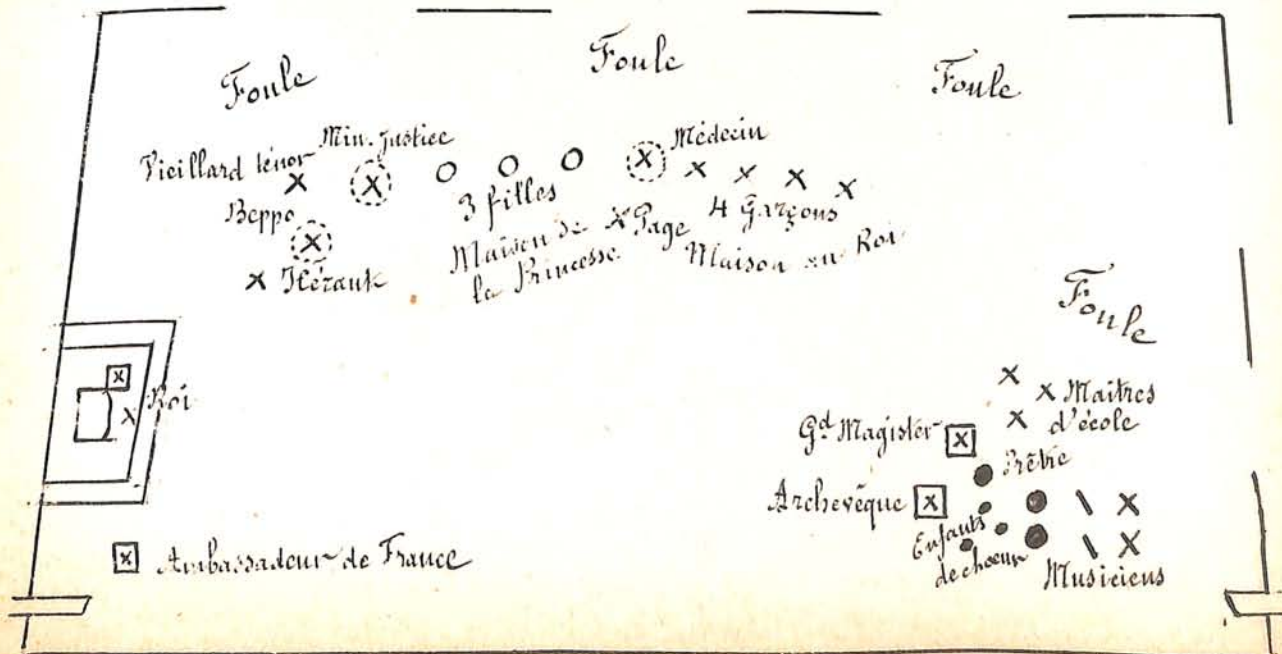 Foule
Foule
Foule
Vieillard ténor
Min. Justice
Médecin
Beppo
3 filles
4 Garçons
Héraut
Maison de
la Princesse
Page
Maison du Roi
Foule
Roi
Maîtres
d'école
Gd Magister
Prêtre
Archevêque
Enfants
de chœur
Musiciens
Ambassadeur de France